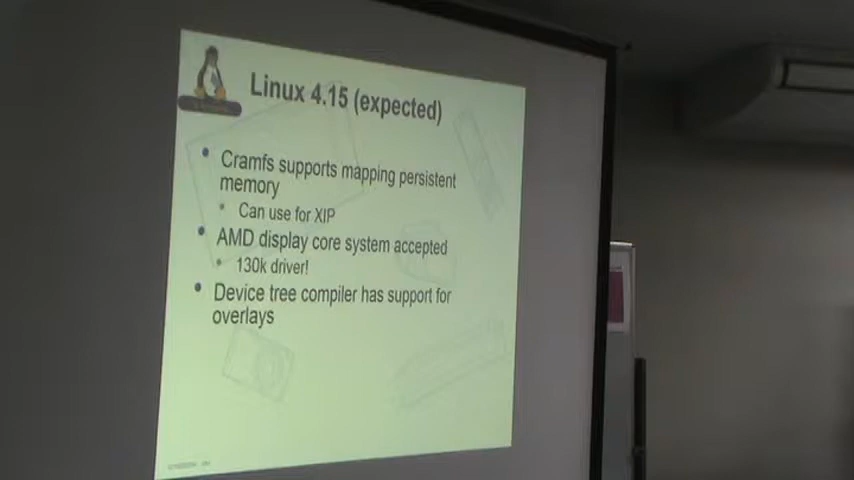 Linux 4.15 (expected)
Cramfs supports mapping persistent
memory
Can use for XIP
AMD display core system accepted
130k driver!
Device tree compiler has support for
overlays